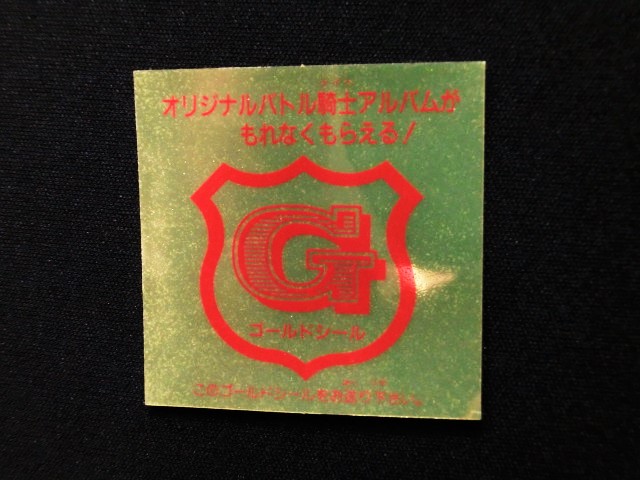 オリジナルバトル騎士アルバムが
もれなくもらえる!
G
ゴールドシール
このゴールドシールをお送り下さい。